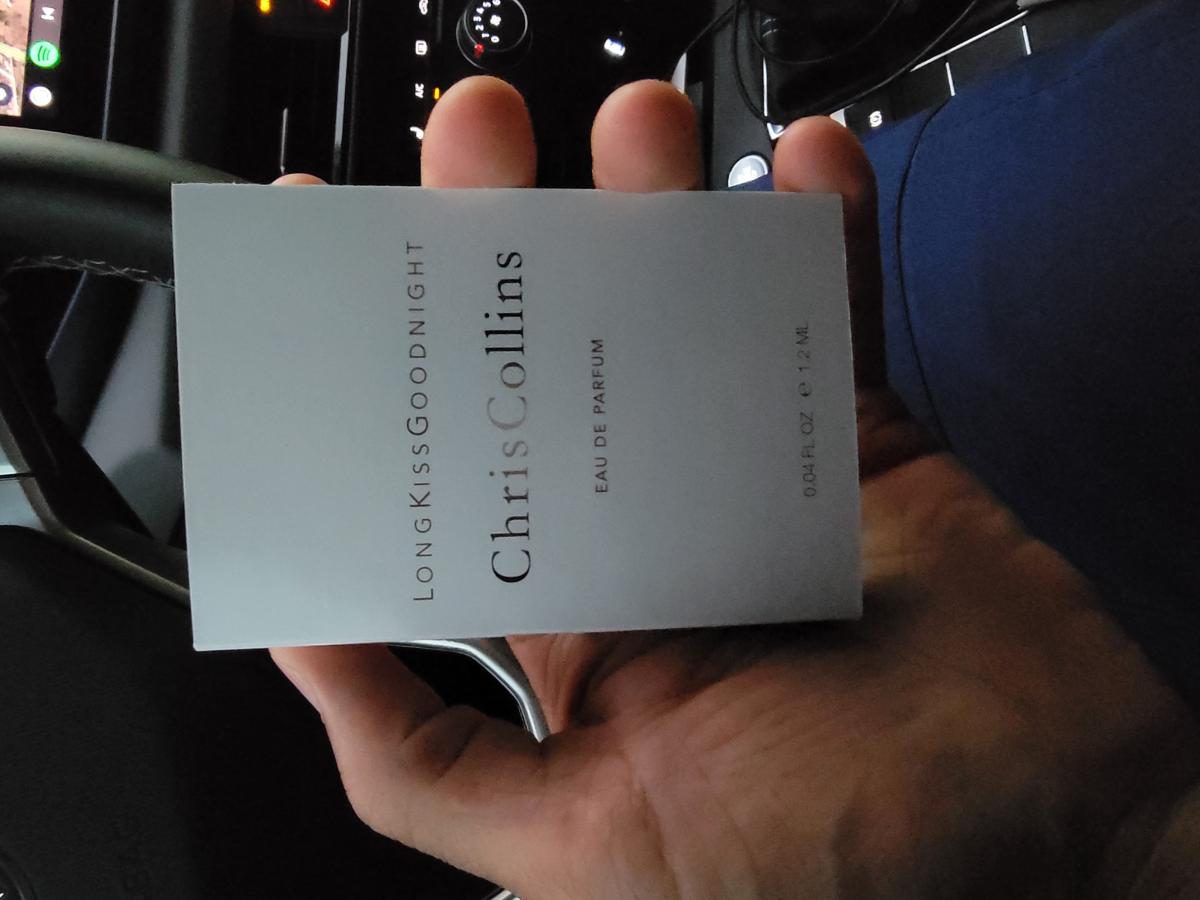 LONGKISSGOODNIGHT
ChrisCollins
EAU DE PARFUM
0.04 FL OZ ℮ 1.2 ML
A/C